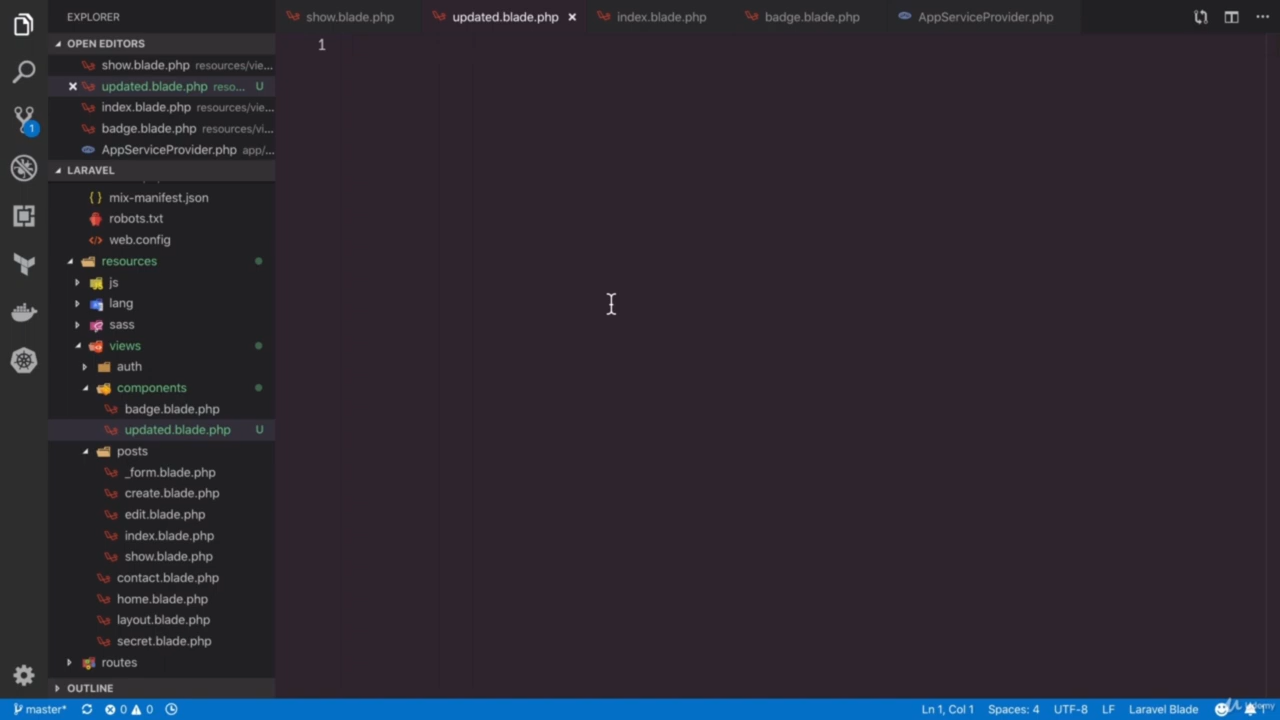 EXPLORER
show.blade.php
updated.blade.php
index.blade.php
badge.blade.php
AppServiceProvider.php
OPEN EDITORS
show.blade.php resources/vie...
updated.blade.php reso... U
index.blade.php resources/vie...
badge.blade.php resources/vi...
AppServiceProvider.php app/...
1
1
LARAVEL
mix-manifest.json
robots.txt
web.config
resources
js
lang
sass
views
auth
components
badge.blade.php
updated.blade.php U
posts
_form.blade.php
create.blade.php
edit.blade.php
index.blade.php
show.blade.php
contact.blade.php
home.blade.php
layout.blade.php
secret.blade.php
routes
OUTLINE
master* 0 0
Ln 1, Col 1 Spaces: 4 UTF-8 LF Laravel Blade
Udemy